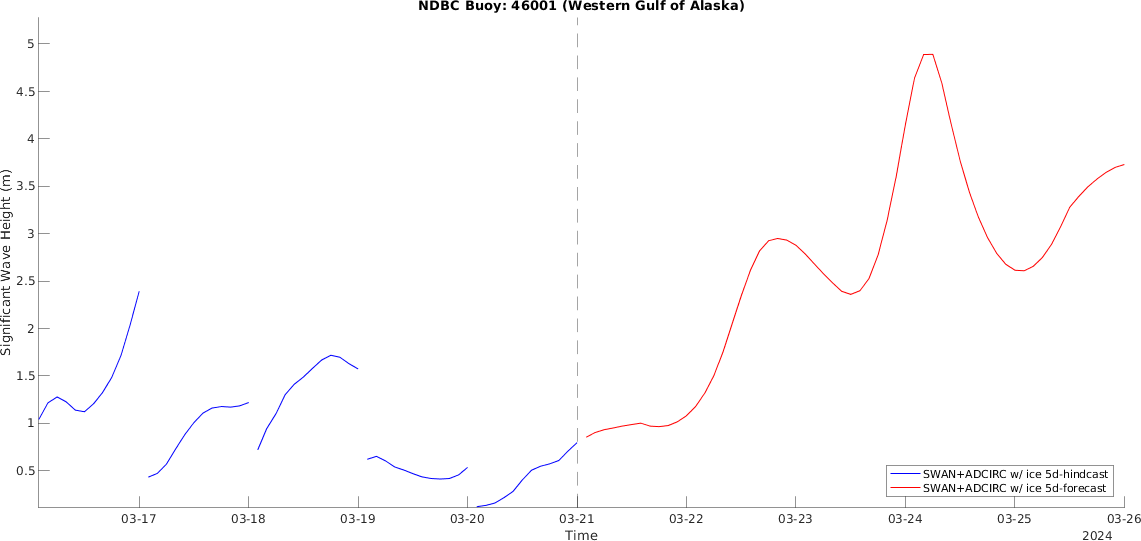 NDBC Buoy: 46001 (Western Gulf of Alaska)
Significant Wave Height (m)
5
4.5
4
3.5
3
2.5
2
1.5
1
0.5
SWAN+ADCIRC w/ ice 5d-hindcast
SWAN+ADCIRC w/ ice 5d-forecast
03-17 03-18 03-19 03-20 03-21 03-22 03-23 03-24 03-25 03-26
Time
2024